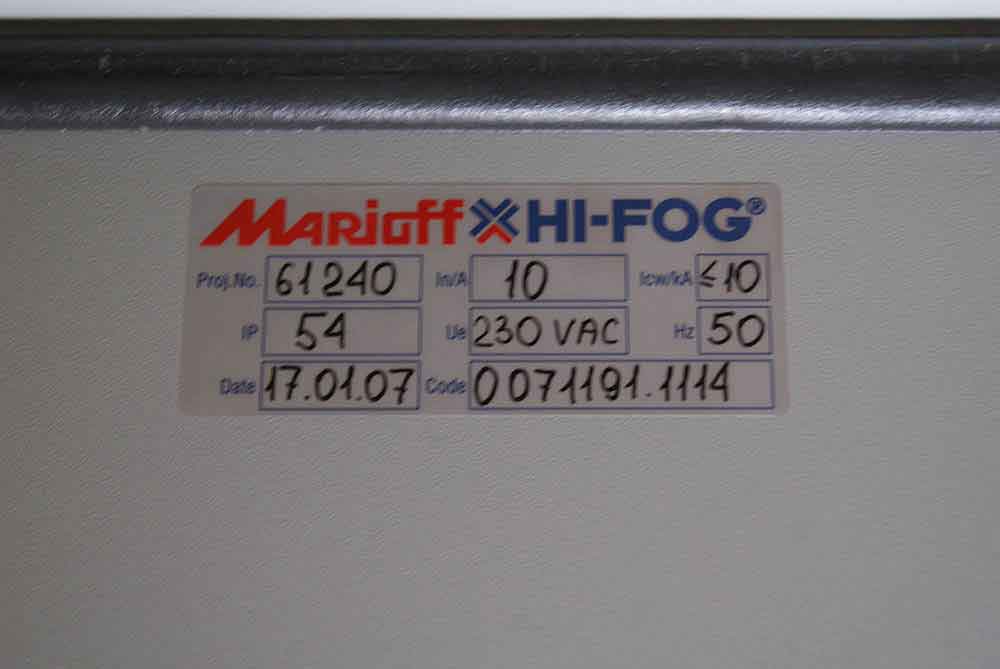 MARiOff HI-FOG®
Proj.No. 61240 In/A 10 Icw/kA ≤10
IP 54 Ue 230 VAC Hz 50
Date 17.01.07 Code 0071191.1114